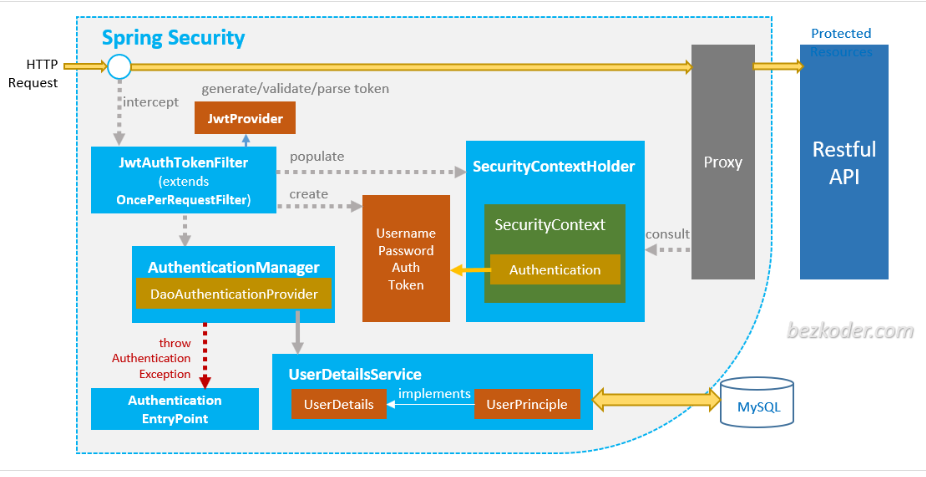 Spring Security
Protected
Resources
HTTP
Request
intercept
generate/validate/parse token
JwtProvider
JwtAuthTokenFilter
(extends
OncePerRequestFilter)
populate
create
SecurityContextHolder
SecurityContext
Authentication
Username
Password
Auth
Token
consult
Proxy
Restful
API
AuthenticationManager
DaoAuthenticationProvider
throw
Authentication
Exception
Authentication
EntryPoint
UserDetailsService
UserDetails
implements
UserPrinciple
MySQL
bezkoder.com